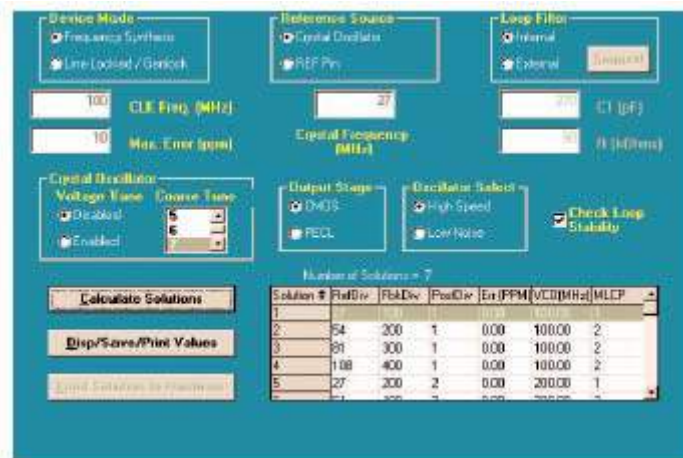 Device Mode
Frequency Synthesis
Line-Locked / Genlock
Reference Source
Crystal Oscillator
REF Pin
Loop Filter
Internal
External
100
CLK Freq. (MHz)
10
Max. Error (ppm)
27
Crystal Frequency
(MHz)
C1 (pF)
Crystal Oscillator
Voltage Tune
Disabled
Enabled
Coarse Tune
5
6
7
Output Stage
CMOS
PECL
Oscillator Select
High Speed
Low Noise
Check Loop
Stability
Calculate Solutions
Disp/Save/Print Values
Number of Solutions = 7
Solution # RefDiv FbkDiv PostDiv Err(PPM) VCO(MHz) MLCP
1
2 54 200 1 0.00 100.00 2
3 81 300 1 0.00 100.00 2
4 108 400 1 0.00 100.00 2
5 27 200 2 0.00 200.00 1